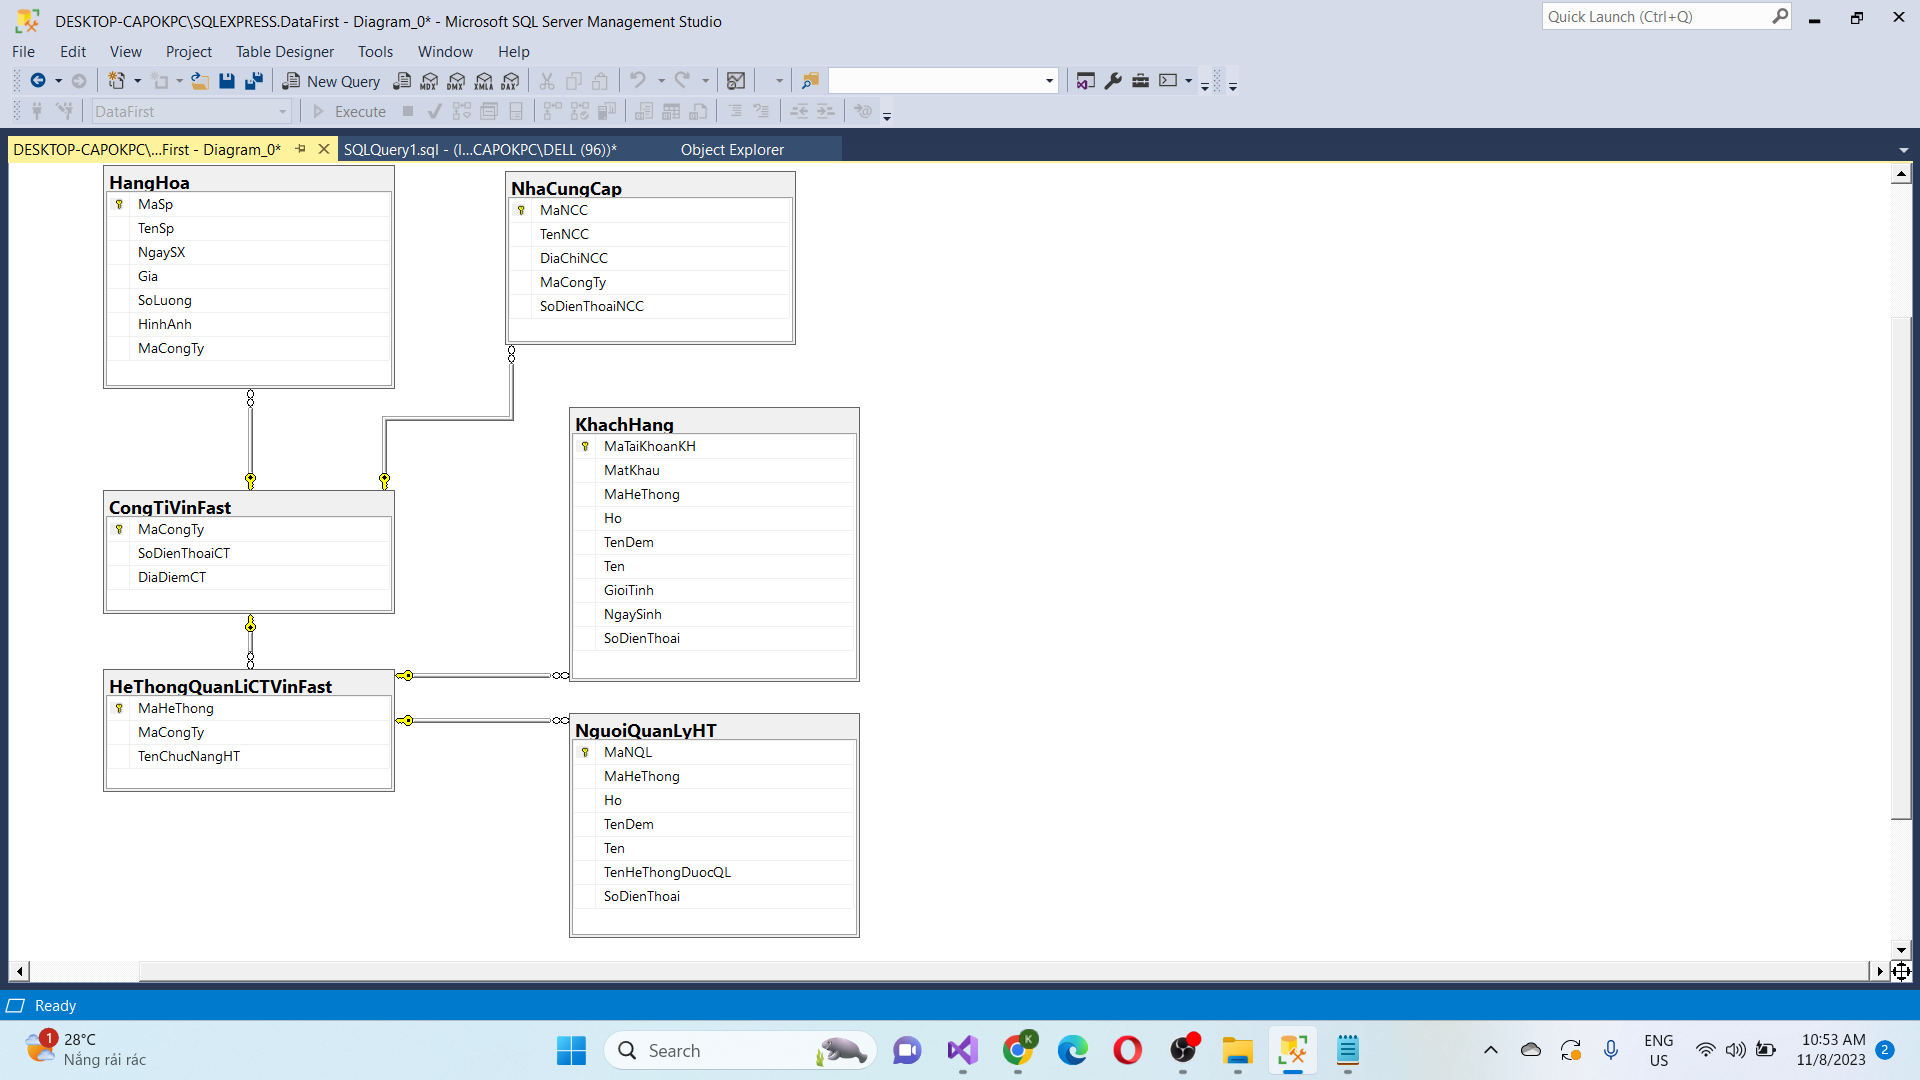 DESKTOP-CAPOKPC\SQLEXPRESS.DataFirst - Diagram_0* - Microsoft SQL Server Management Studio
Quick Launch (Ctrl+Q)
File Edit View Project Table Designer Tools Window Help
New Query MDX DMX XMLA DAX
DataFirst Execute
DESKTOP-CAPOKPC\...First - Diagram_0*
SQLQuery1.sql - (l...CAPOKPC\DELL (96))*
Object Explorer
HangHoa
MaSp
TenSp
NgaySX
Gia
SoLuong
HinhAnh
MaCongTy
NhaCungCap
MaNCC
TenNCC
DiaChiNCC
MaCongTy
SoDienThoaiNCC
KhachHang
MaTaiKhoanKH
MatKhau
MaHeThong
Ho
TenDem
Ten
GioiTinh
NgaySinh
SoDienThoai
CongTiVinFast
MaCongTy
SoDienThoaiCT
DiaDiemCT
HeThongQuanLiCTVinFast
MaHeThong
MaCongTy
TenChucNangHT
NguoiQuanLyHT
MaNQL
MaHeThong
Ho
TenDem
Ten
TenHeThongDuocQL
SoDienThoai
Ready
1
28°C
Nắng rải rác
Search
K
ENG
US
10:53 AM
11/8/2023
2